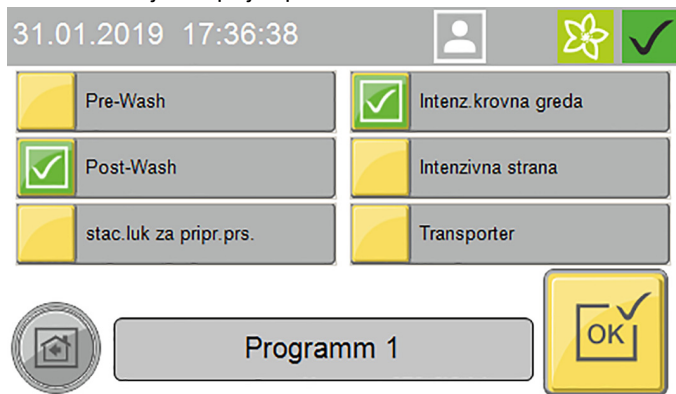 31.01.2019 17:36:38
Pre-Wash
Intenz.krovna greda
Post-Wash
Intenzivna strana
stac.luk za pripr.prs.
Transporter
Programm 1
OK